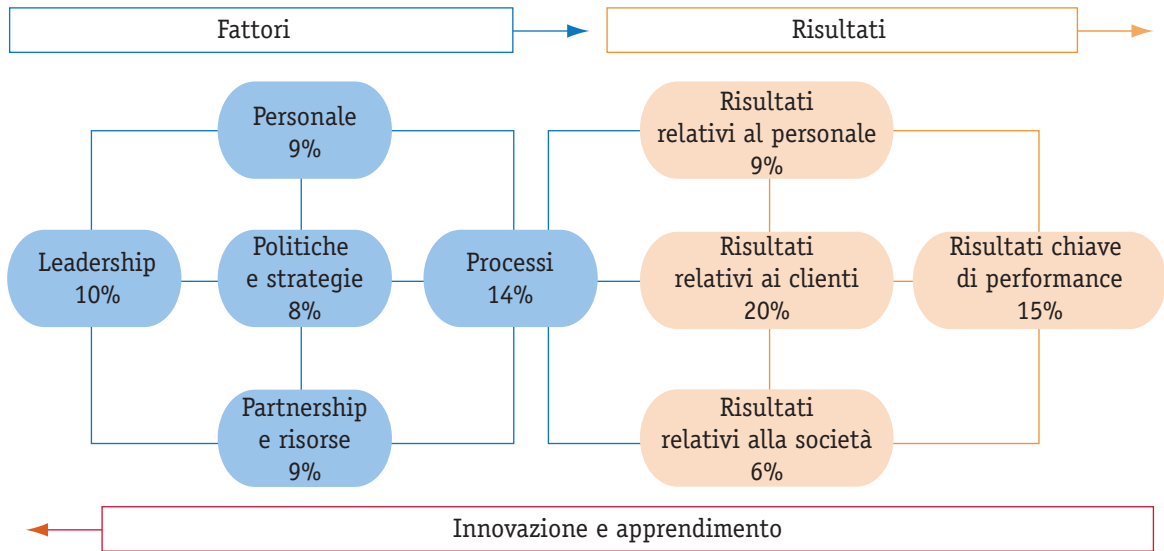 Fattori
Risultati
Personale
9%
Risultati
relativi al personale
9%
Leadership
10%
Politiche
e strategie
8%
Processi
14%
Risultati
relativi ai clienti
20%
Risultati chiave
di performance
15%
Partnership
e risorse
9%
Risultati
relativi alla società
6%
Innovazione e apprendimento